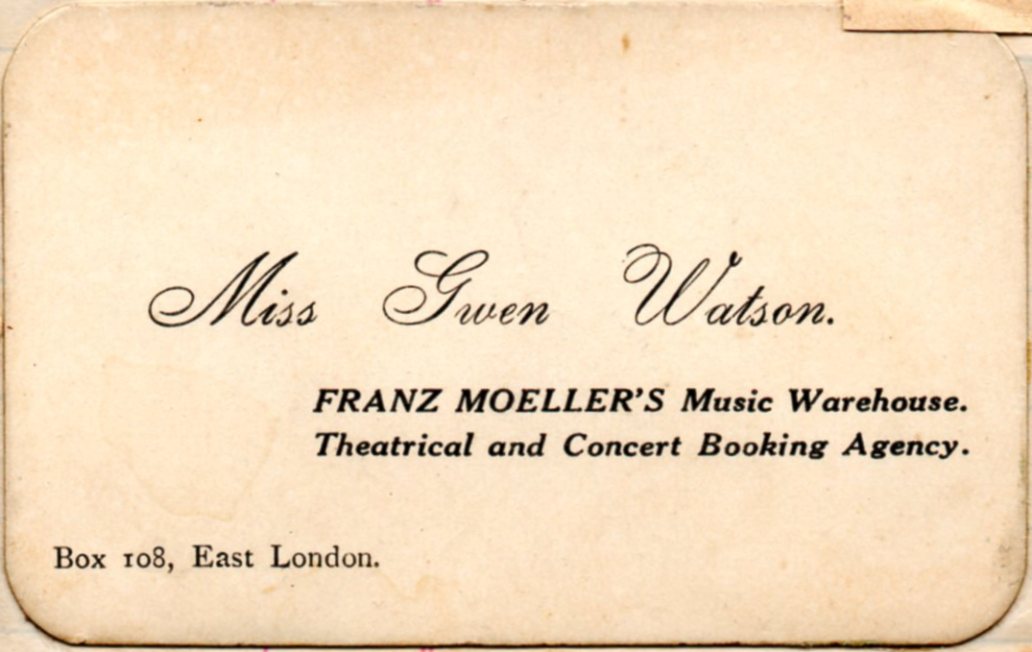 Miss Gwen Watson.
FRANZ MOELLER'S Music Warehouse.
Theatrical and Concert Booking Agency.
Box 108, East London.